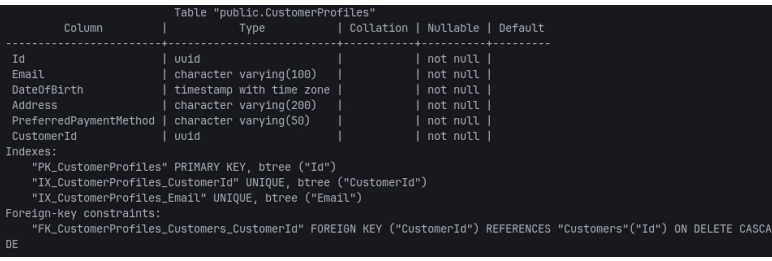 Table "public.CustomerProfiles"
Column | Type | Collation | Nullable | Default
-----------------------+--------------------------+-----------+----------+---------
Id | uuid | | not null |
Email | character varying(100) | | not null |
DateOfBirth | timestamp with time zone | | not null |
Address | character varying(200) | | not null |
PreferredPaymentMethod | character varying(50) | | not null |
CustomerId | uuid | | not null |
Indexes:
"PK_CustomerProfiles" PRIMARY KEY, btree ("Id")
"IX_CustomerProfiles_CustomerId" UNIQUE, btree ("CustomerId")
"IX_CustomerProfiles_Email" UNIQUE, btree ("Email")
Foreign-key constraints:
"FK_CustomerProfiles_Customers_CustomerId" FOREIGN KEY ("CustomerId") REFERENCES "Customers"("Id") ON DELETE CASCA
DE